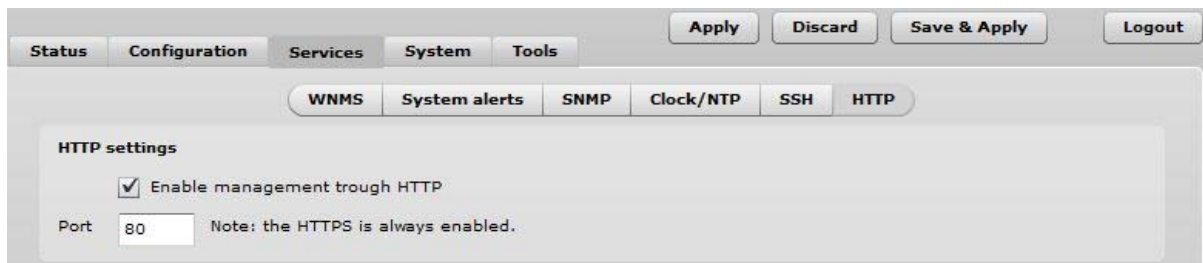 Apply Discard Save & Apply Logout
Status Configuration Services System Tools
WNMS System alerts SNMP Clock/NTP SSH HTTP
HTTP settings
Enable management trough HTTP
Port 80 Note: the HTTPS is always enabled.